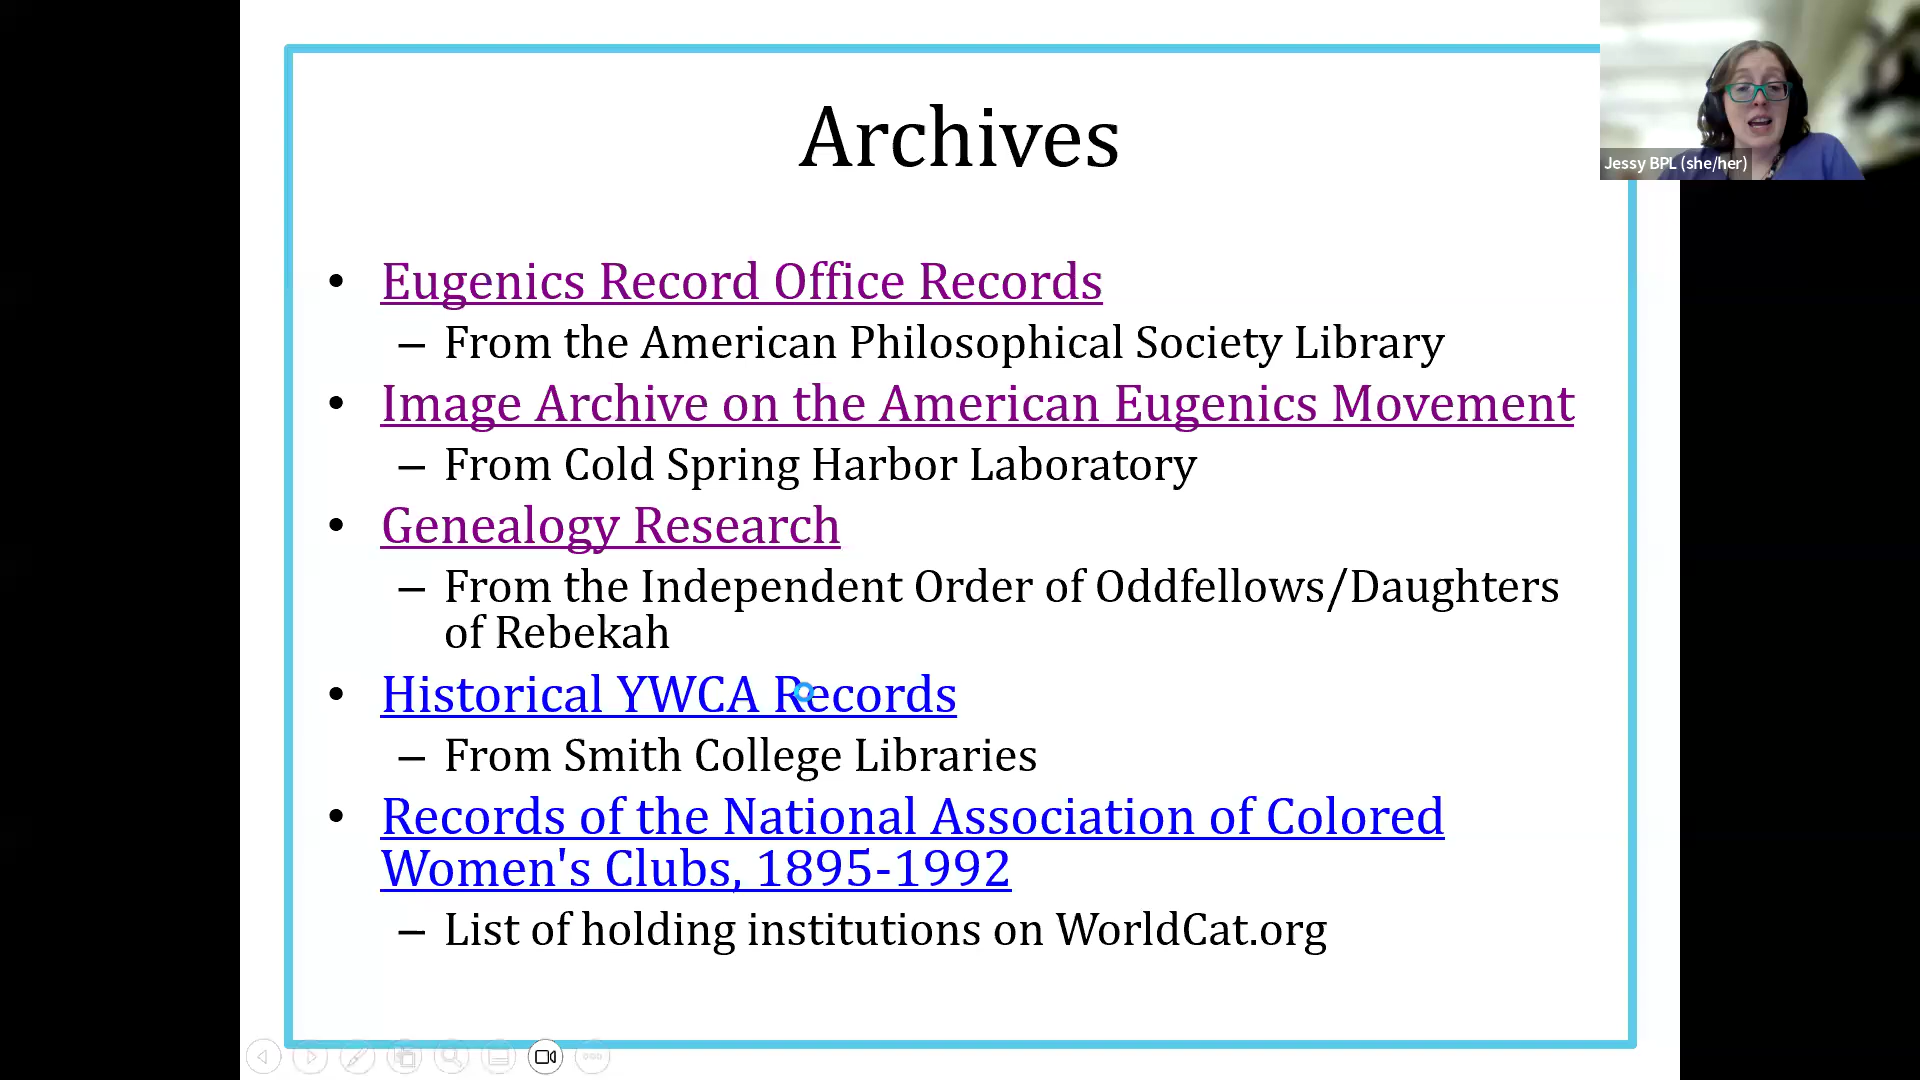 Archives
Jessy BPL (she/her)
• Eugenics Record Office Records
– From the American Philosophical Society Library
• Image Archive on the American Eugenics Movement
– From Cold Spring Harbor Laboratory
• Genealogy Research
– From the Independent Order of Oddfellows/Daughters
of Rebekah
• Historical YWCA Records
– From Smith College Libraries
• Records of the National Association of Colored
Women's Clubs, 1895-1992
– List of holding institutions on WorldCat.org